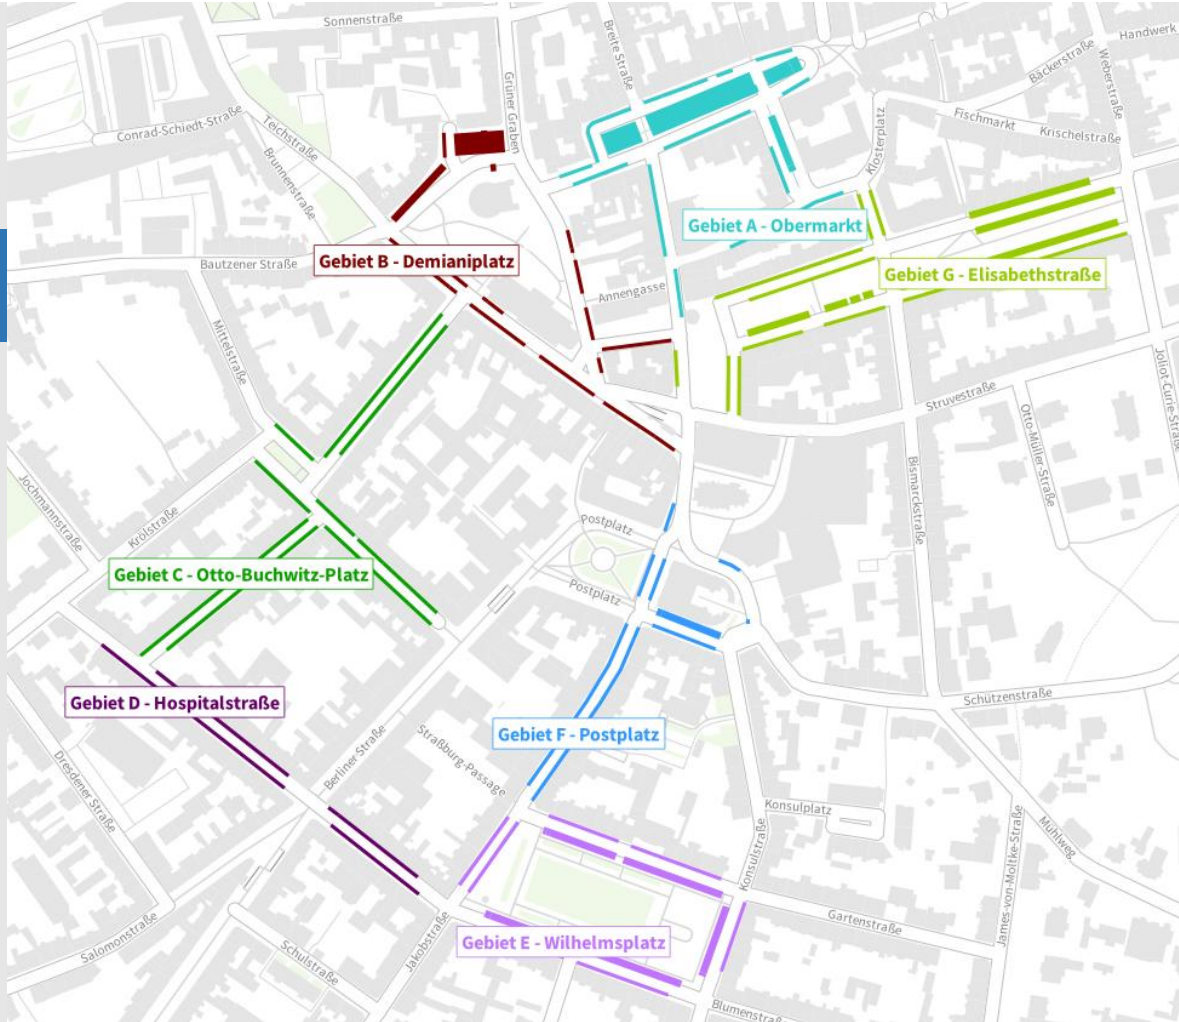 Sonnenstraße
Breite Straße
Handwerk
Bäckerstraße
Weberstraße
Grüner Graben
Conrad-Schiedt-Straße
Teichstraße
Fischmarkt
Krischelstraße
Klosterplatz
Brunnenstraße
Gebiet A - Obermarkt
Gebiet B - Demianiplatz
Bautzener Straße
Gebiet G - Elisabethstraße
Annengasse
Mittelstraße
Joliot-Curie-Straße
Struvestraße
Otto-Müller-Straße
Bismarckstraße
Jochmannstraße
Krölstraße
Postplatz
Gebiet C - Otto-Buchwitz-Platz
Postplatz
Gebiet D - Hospitalstraße
Schützenstraße
Gebiet F - Postplatz
Berliner Straße
Straßburg-Passage
Dresdener Straße
Konsulplatz
Mühlweg
Konsulstraße
James-von-Moltke-Straße
Gartenstraße
Salomonstraße
Jakobstraße
Gebiet E - Wilhelmsplatz
Schulstraße
Blumenstraße